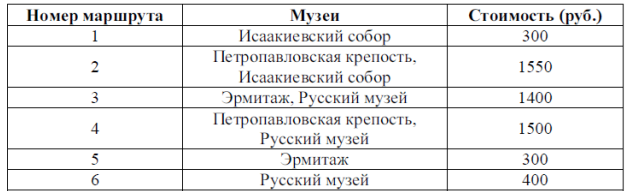 Номер маршрута Музеи Стоимость (руб.)
1 Исаакиевский собор 300
2 Петропавловская крепость, Исаакиевский собор 1550
3 Эрмитаж, Русский музей 1400
4 Петропавловская крепость, Русский музей 1500
5 Эрмитаж 300
6 Русский музей 400